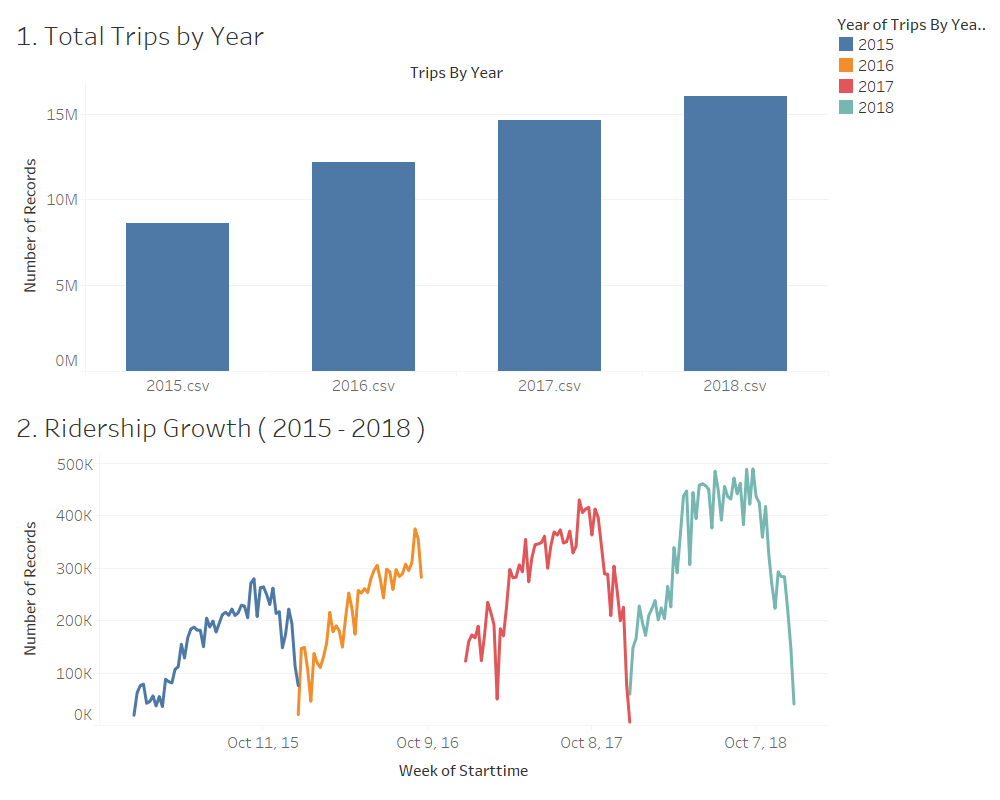 1. Total Trips by Year
Year of Trips By Yea..
2015
2016
2017
2018
Trips By Year
Number of Records
15M
10M
5M
0M
2015.csv 2016.csv 2017.csv 2018.csv
2. Ridership Growth ( 2015 - 2018 )
Number of Records
500K
400K
300K
200K
100K
0K
Oct 11, 15 Oct 9, 16 Oct 8, 17 Oct 7, 18
Week of Starttime